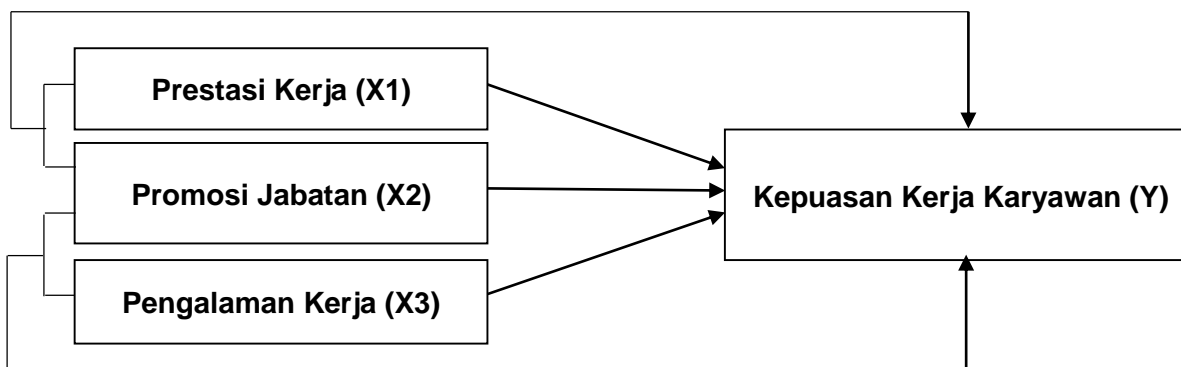 Prestasi Kerja (X1)
Promosi Jabatan (X2)
Kepuasan Kerja Karyawan (Y)
Pengalaman Kerja (X3)